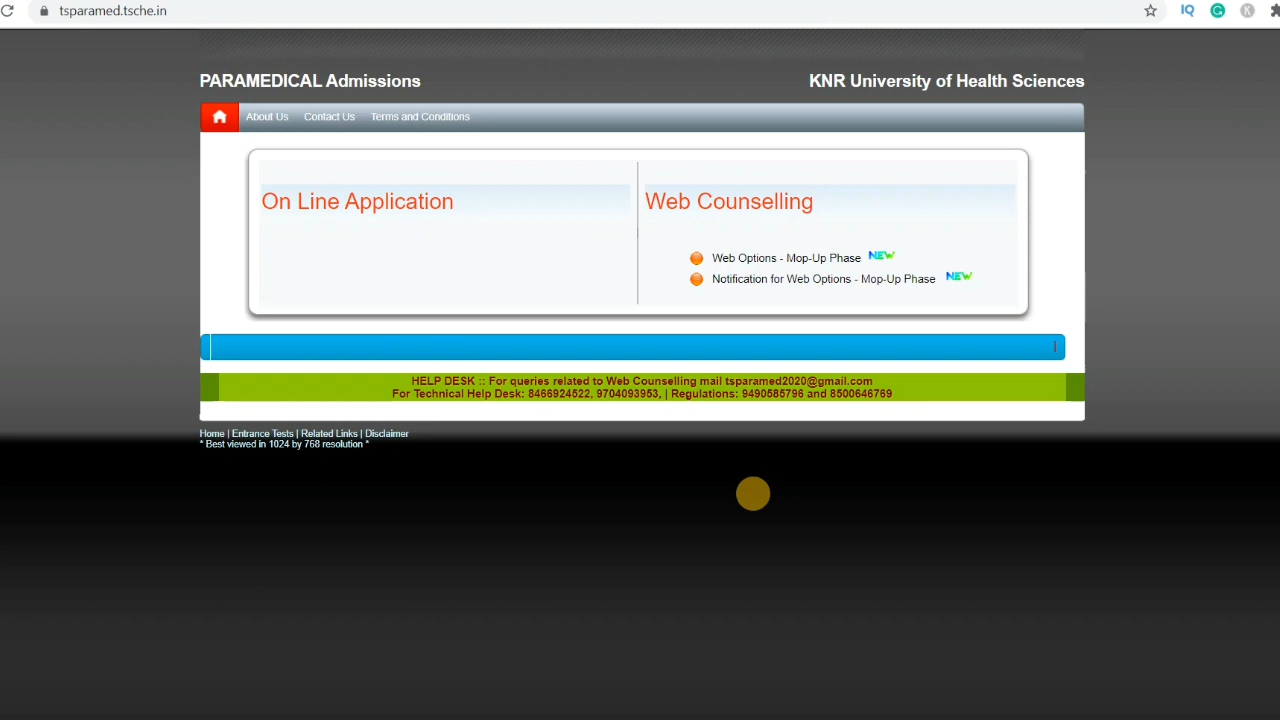 tsparamed.tsche.in
PARAMEDICAL Admissions
KNR University of Health Sciences
About Us Contact Us Terms and Conditions
On Line Application
Web Counselling
Web Options - Mop-Up Phase NEW
Notification for Web Options - Mop-Up Phase NEW
HELP DESK :: For queries related to Web Counselling mail tsparamed2020@gmail.com
For Technical Help Desk: 8466924522, 9704093953, | Regulations: 9490585796 and 8500646769
Home | Entrance Tests | Related Links | Disclaimer
* Best viewed in 1024 by 768 resolution *